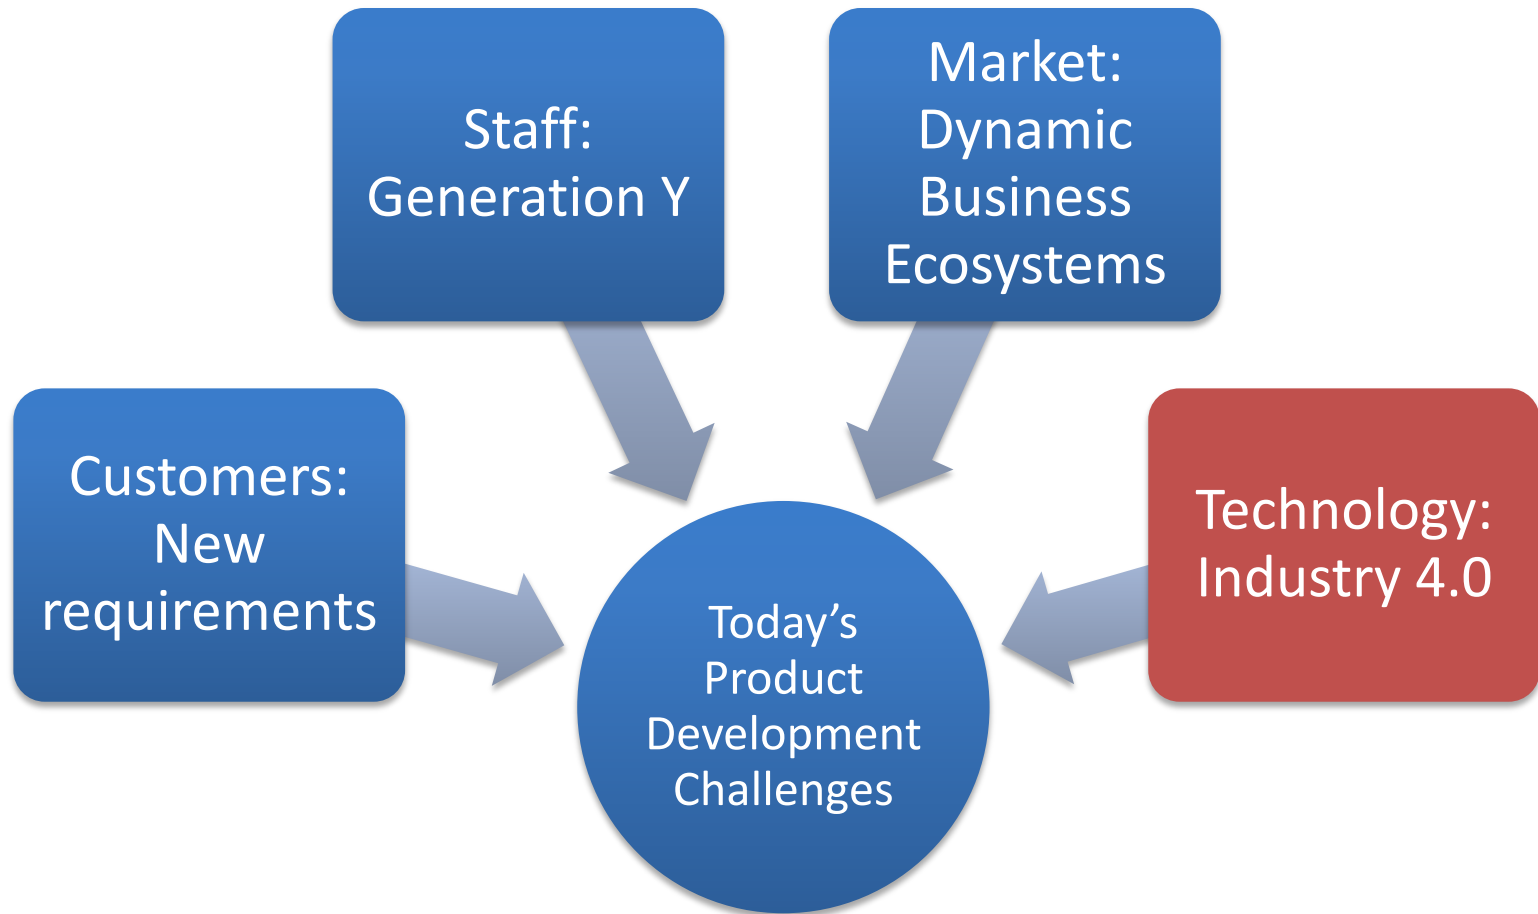 Staff:
Generation Y
Market:
Dynamic
Business
Ecosystems
Customers:
New
requirements
Technology:
Industry 4.0
Today’s
Product
Development
Challenges